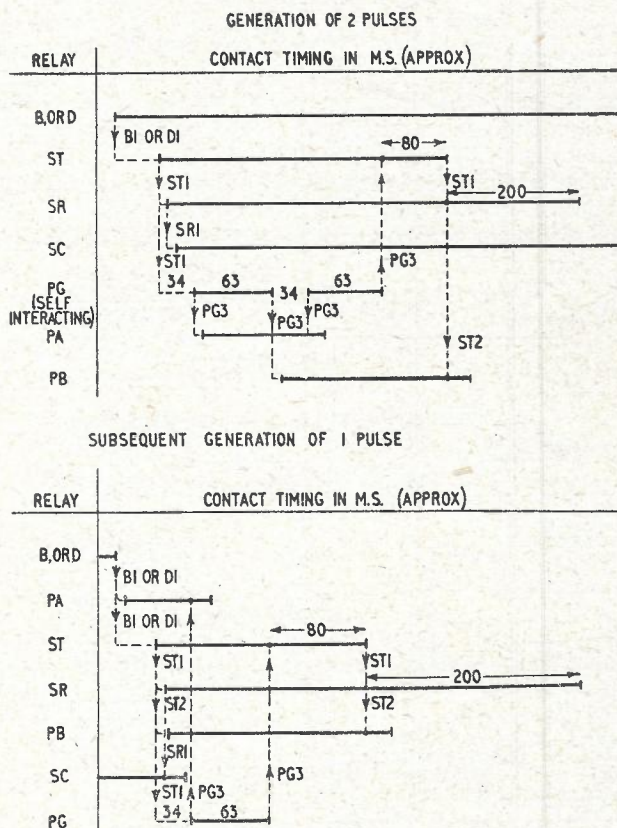 GENERATION OF 2 PULSES
RELAY CONTACT TIMING IN M.S. (APPROX)
B,ORD
BI OR DI
ST 80
STI STI
SR 200
SRI
SC
STI
PG 34 63 34 63 PG3
(SELF INTERACTING)
PG3 PG3 PG3
PA
ST2
PB
SUBSEQUENT GENERATION OF I PULSE
RELAY CONTACT TIMING IN M.S. (APPROX)
B,ORD
BI OR DI
PA
BI OR DI
ST 80
STI STI
SR 200
ST2 ST2
PB
SRI
SC
STI PG3 PG3
PG 34 63